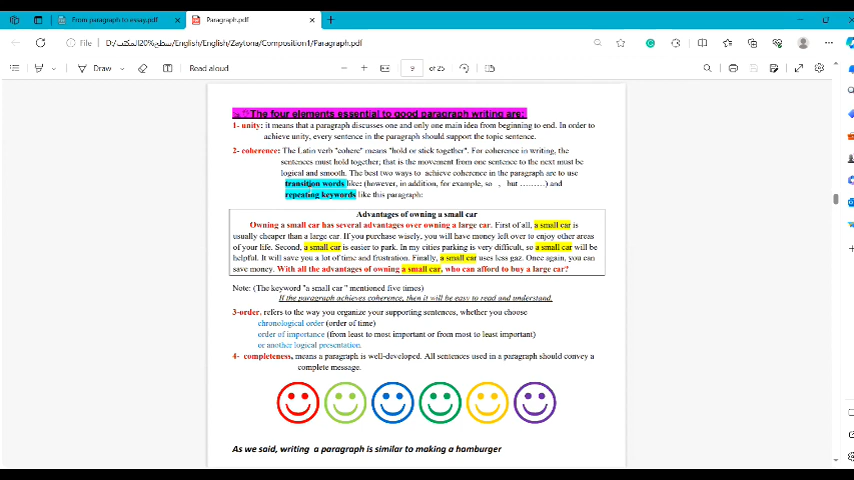 From paragraph to essay.pdf
Paragraph.pdf
File
D:/سطح%20المكتب/English/English/Zaytona/Composition1/Paragraph.pdf
Draw
Read aloud
9
of 25
The four elements essential to good paragraph writing are:
1- unity: it means that a paragraph discusses one and only one main idea from beginning to end. In order to
achieve unity, every sentence in the paragraph should support the topic sentence.
2- coherence: The Latin verb "cohere" means "hold or stick together". For coherence in writing, the
sentences must hold together; that is the movement from one sentence to the next must be
logical and smooth. The best two ways to achieve coherence in the paragraph are to use
transition words like: (however, in addition, for example, so , but .........) and
repeating keywords like this paragraph:
Advantages of owning a small car
Owning a small car has several advantages over owning a large car. First of all, a small car is
usually cheaper than a large car. If you purchase wisely, you will have money left over to enjoy other areas
of your life. Second, a small car is easier to park. In my cities parking is very difficult, so a small car will be
helpful. It will save you a lot of time and frustration. Finally, a small car uses less gaz. Once again, you can
save money. With all the advantages of owning a small car, who can afford to buy a large car?
Note: (The keyword "a small car " mentioned five times)
If the paragraph achieves coherence, then it will be easy to read and understand.
3-order, refers to the way you organize your supporting sentences, whether you choose
chronological order (order of time)
order of importance (from least to most important or from most to least important)
or another logical presentation.
4- completeness, means a paragraph is well-developed. All sentences used in a paragraph should convey a
complete message.
As we said, writing a paragraph is similar to making a hamburger